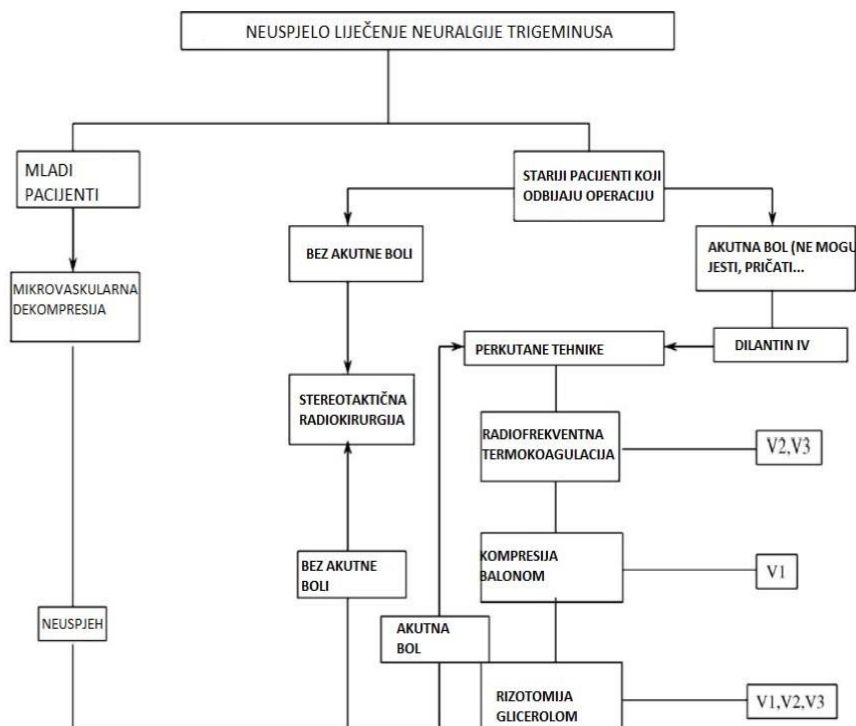 NEUSPJELO LIJEČENJE NEURALGIJE TRIGEMINUSA
MLADI
PACIJENTI
STARIJI PACIJENTI KOJI
ODBIJAJU OPERACIJU
BEZ AKUTNE BOLI
AKUTNA BOL (NE MOGU
JESTI, PRIČATI...
MIKROVASKULARNA
DEKOMPRESIJA
PERKUTANE TEHNIKE
DILANTIN IV
STEREOTAKTIČNA
RADIOKIRURGIJA
RADIOFREKVENTNA
TERMOKOAGULACIJA
V2,V3
KOMPRESIJA
BALONOM
V1
BEZ AKUTNE
BOLI
NEUSPJEH
AKUTNA
BOL
RIZOTOMIJA
GLICEROLOM
V1,V2,V3